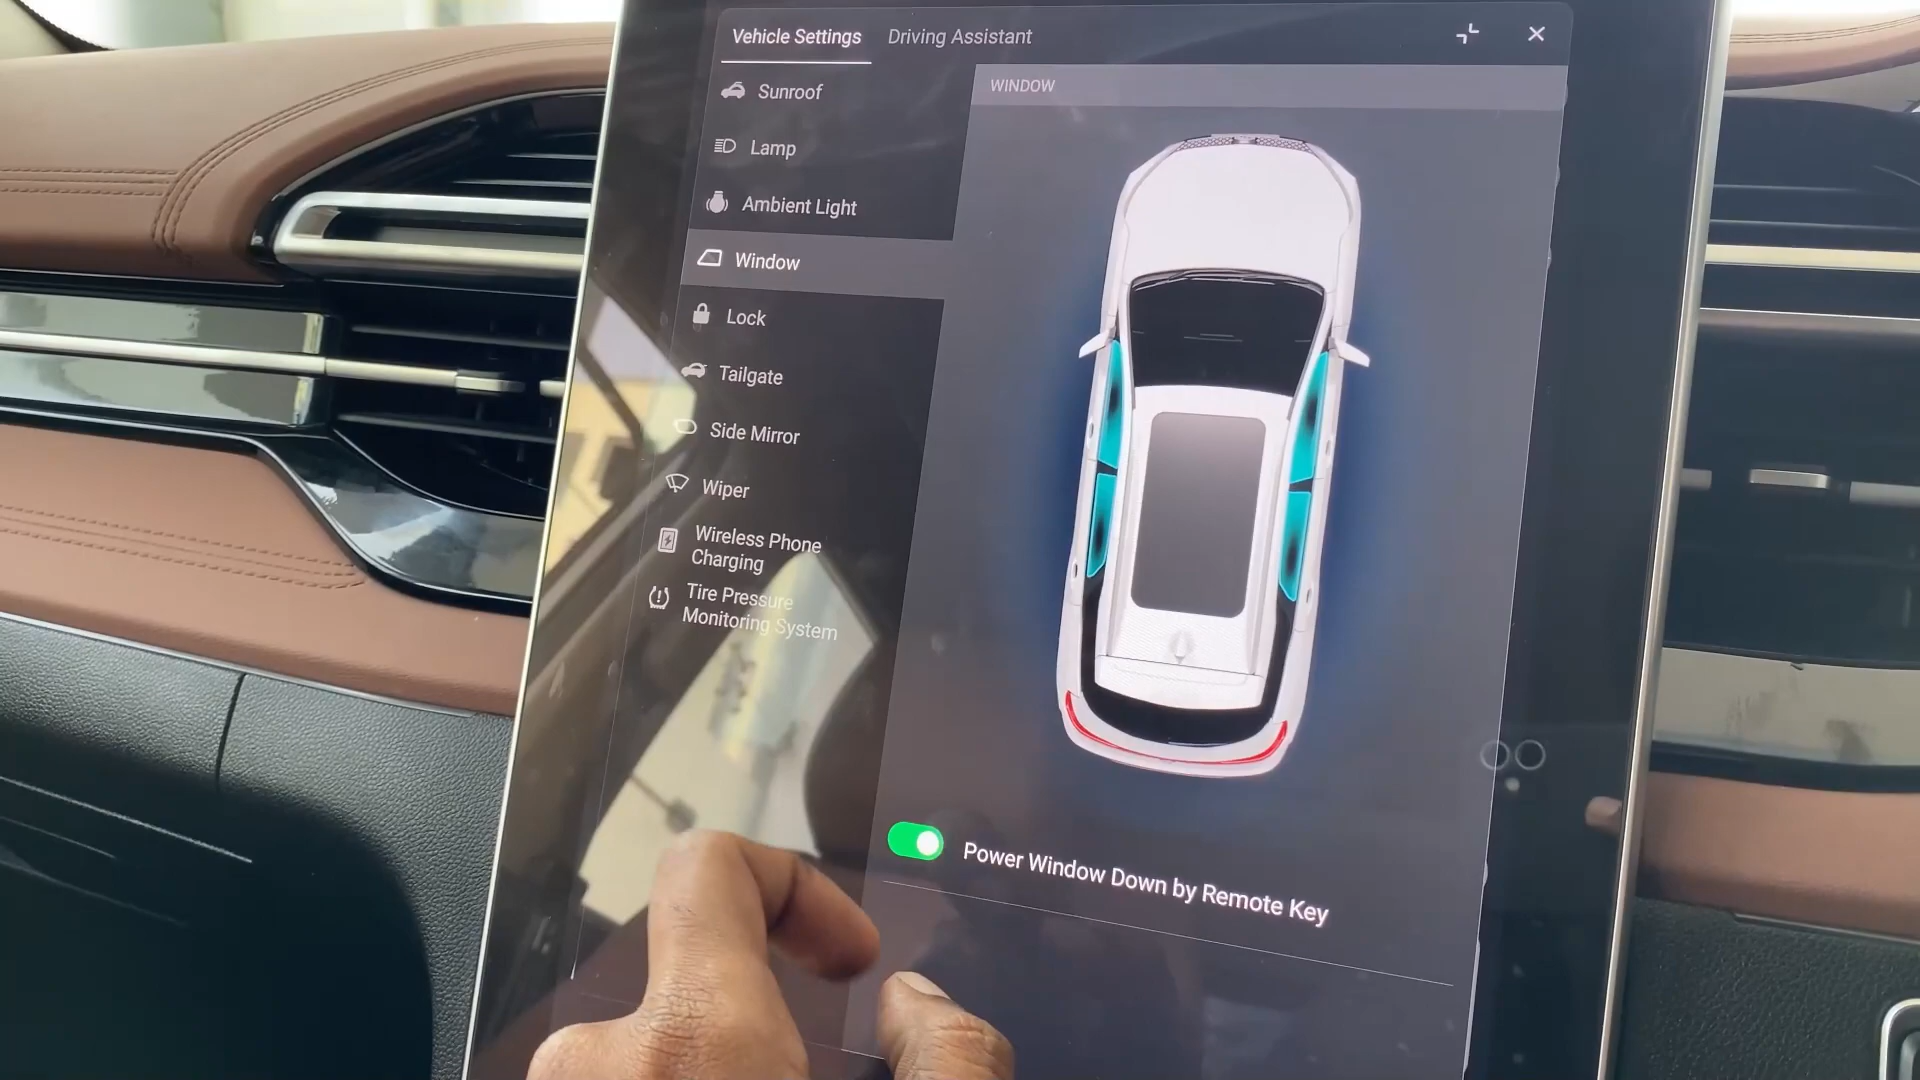 Vehicle Settings Driving Assistant
Sunroof
WINDOW
Lamp
Ambient Light
Window
Lock
Tailgate
Side Mirror
Wiper
Wireless Phone
Charging
Tire Pressure
Monitoring System
Power Window Down by Remote Key